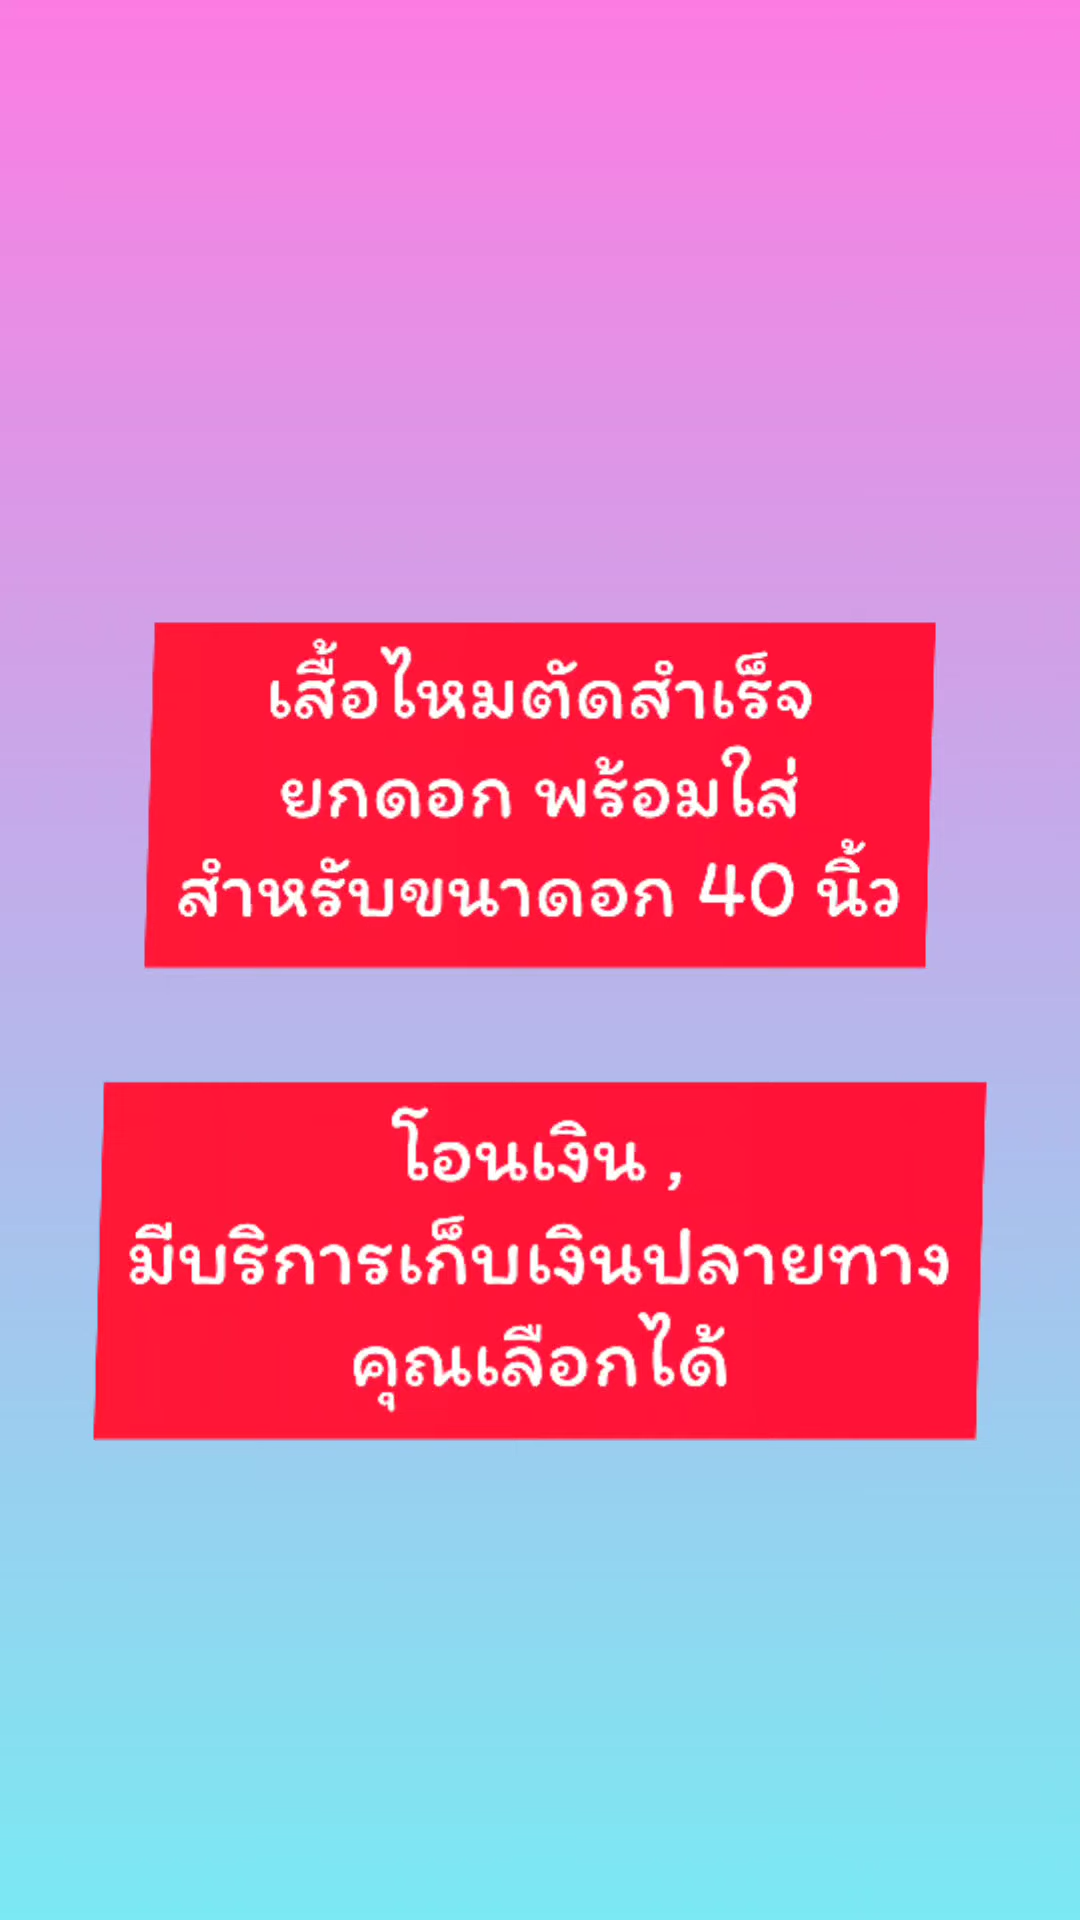 เสื้อไหมตัดสำเร็จ
ยกดอก พร้อมใส่
สำหรับขนาดอก 40 นิ้ว
โอนเงิน ,
มีบริการเก็บเงินปลายทาง
คุณเลือกได้